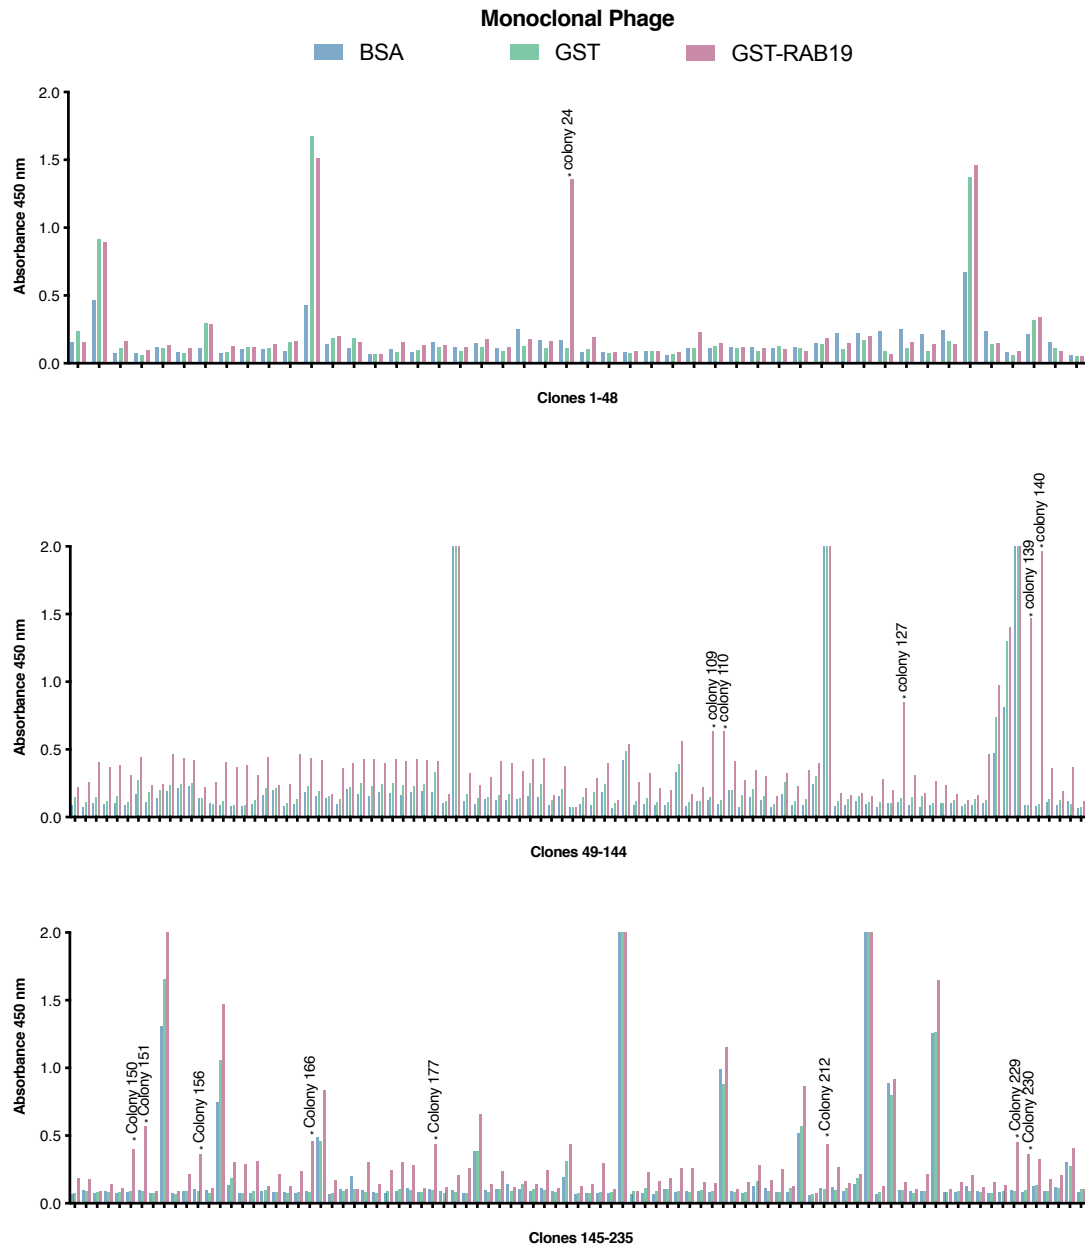 Monoclonal Phage
BSA GST GST-RAB19
Absorbance 450 nm
2.0
1.5
1.0
0.5
0.0
* colony 24
Clones 1-48
Absorbance 450 nm
2.0
1.5
1.0
0.5
0.0
* colony 109
* colony 110
* colony 127
* colony 139
* colony 140
Clones 49-144
Absorbance 450 nm
2.0
1.5
1.0
0.5
0.0
* Colony 150
* Colony 151
* Colony 156
* Colony 166
* Colony 177
* Colony 212
* Colony 229
* Colony 230
Clones 145-235